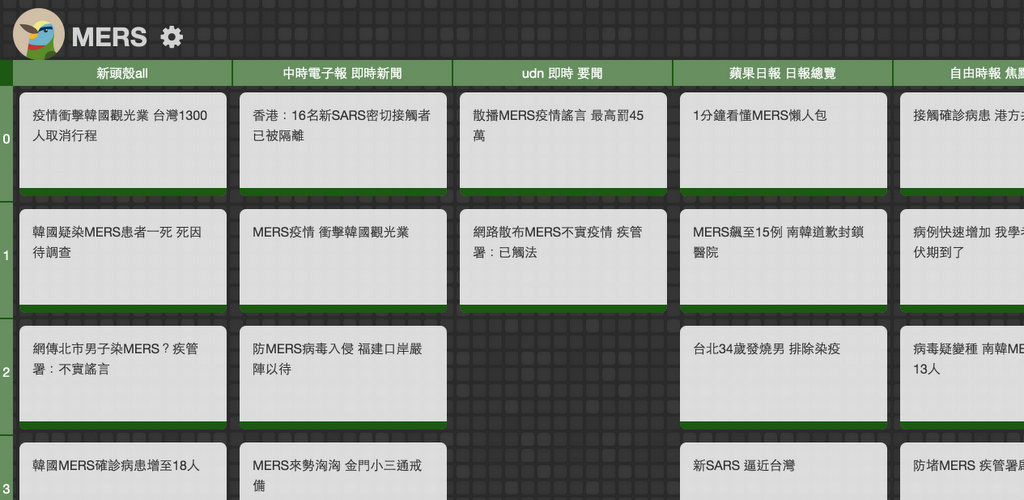 MERS
新頭殼all
中時電子報 即時新聞
udn 即時 要聞
蘋果日報 日報總覽
自由時報 焦點
0
疫情衝擊韓國觀光業 台灣1300
人取消行程
香港：16名新SARS密切接觸者
已被隔離
散播MERS疫情謠言 最高罰45
萬
1分鐘看懂MERS懶人包
接觸確診病患 港方
1
韓國疑染MERS患者一死 死因
待調查
MERS疫情 衝擊韓國觀光業
網路散布MERS不實疫情 疾管
署：已觸法
MERS飆至15例 南韓道歉封鎖
醫院
病例快速增加 我學
伏期到了
2
網傳北市男子染MERS？疾管
署：不實謠言
防MERS病毒入侵 福建口岸嚴
陣以待
台北34歲發燒男 排除染疫
病毒疑變種 南韓ME
13人
3
韓國MERS確診病患增至18人
MERS來勢洶洶 金門小三通戒
備
新SARS 逼近台灣
防堵MERS 疾管署